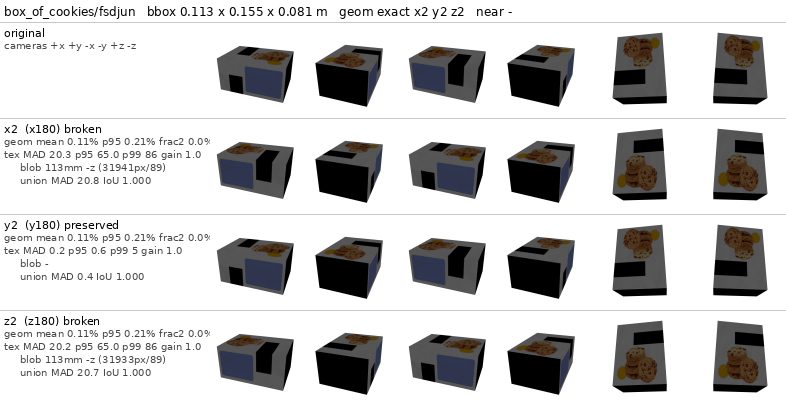 box_of_cookies/fsdjun   bbox 0.113 x 0.155 x 0.081 m   geom exact x2 y2 z2   near -
original
cameras +x +y -x -y +z -z
x2  (x180) broken
geom mean 0.11% p95 0.21% frac2 0.0%
tex MAD 20.3 p95 65.0 p99 86 gain 1.0
blob 113mm -z (31941px/89)
union MAD 20.8 IoU 1.000
y2  (y180) preserved
geom mean 0.11% p95 0.21% frac2 0.0%
tex MAD 0.2 p95 0.6 p99 5 gain 1.0
blob -
union MAD 0.4 IoU 1.000
z2  (z180) broken
geom mean 0.11% p95 0.21% frac2 0.0%
tex MAD 20.2 p95 65.0 p99 86 gain 1.0
blob 113mm -z (31933px/89)
union MAD 20.7 IoU 1.000